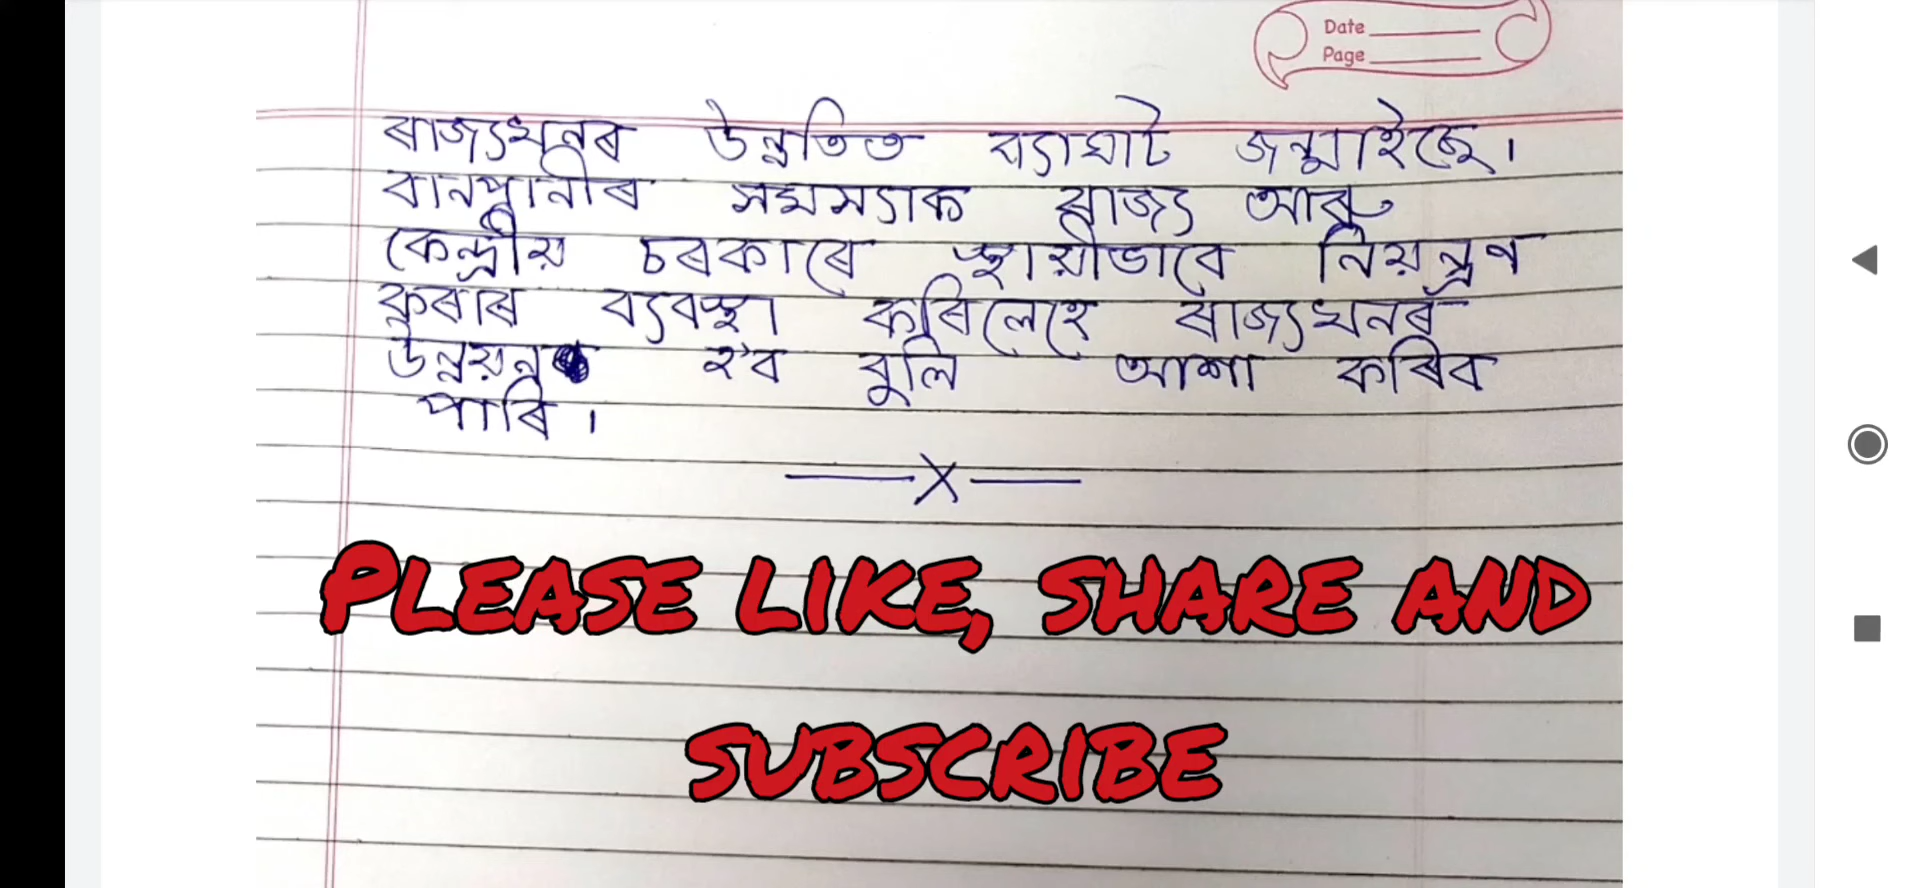 Date
Page
ৰাজ্যখনৰ উন্নতিত ব্যাঘাট জন্মাইছে।
বানপানীৰ সমস্যাক ৰাজ্য আৰু
কেন্দ্ৰীয় চৰকাৰে স্থায়ীভাবে নিয়ন্ত্ৰণ
কৰাৰ ব্যবস্থা কৰিলেহে ৰাজ্যখনৰ
উন্নয়ন হ'ব বুলি আশা কৰিব
পাৰি।
—X—
PLEASE LIKE, SHARE AND
SUBSCRIBE